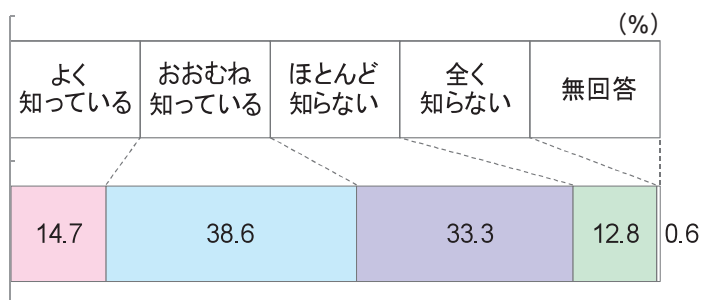 (%)
よく
知っている
おおむね
知っている
ほとんど
知らない
全く
知らない
無回答
14.7
38.6
33.3
12.8
0.6